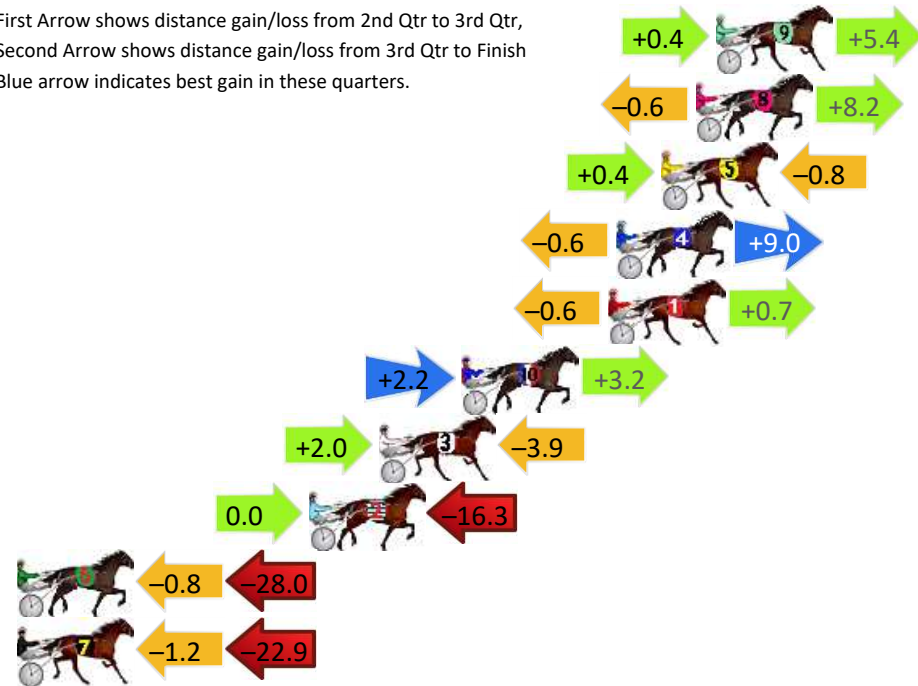 First Arrow shows distance gain/loss from 2nd Qtr to 3rd Qtr,
Second Arrow shows distance gain/loss from 3rd Qtr to Finish
Blue arrow indicates best gain in these quarters.
+0.4 9 +5.4
–0.6 8 +8.2
+0.4 5 –0.8
–0.6 4 +9.0
–0.6 1 +0.7
+2.2 10 +3.2
+2.0 3 –3.9
0.0 2 –16.3
6 –0.8 –28.0
7 –1.2 –22.9